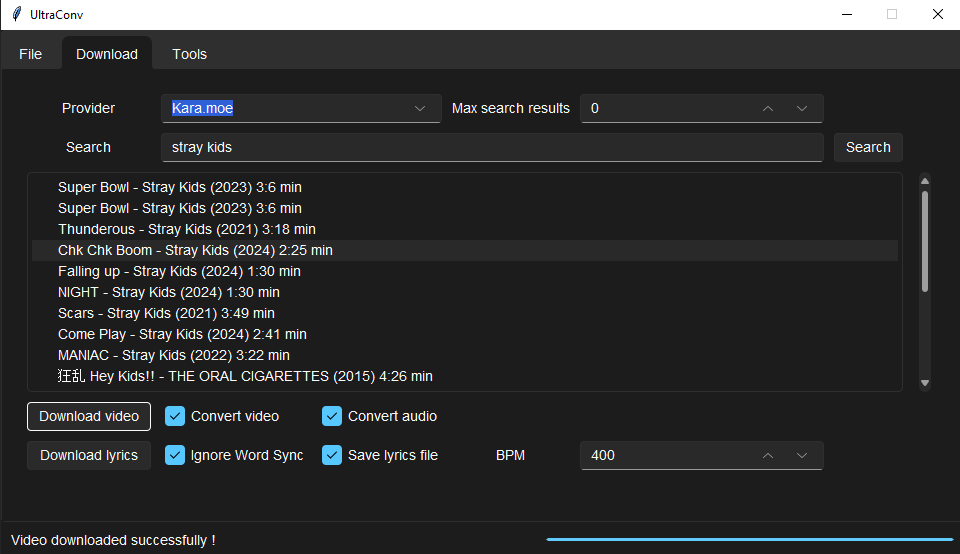 UltraConv
File Download Tools
Provider Kara.moe Max search results 0
Search stray kids Search
Super Bowl - Stray Kids (2023) 3:6 min
Super Bowl - Stray Kids (2023) 3:6 min
Thunderous - Stray Kids (2021) 3:18 min
Chk Chk Boom - Stray Kids (2024) 2:25 min
Falling up - Stray Kids (2024) 1:30 min
NIGHT - Stray Kids (2024) 1:30 min
Scars - Stray Kids (2021) 3:49 min
Come Play - Stray Kids (2024) 2:41 min
MANIAC - Stray Kids (2022) 3:22 min
狂乱 Hey Kids!! - THE ORAL CIGARETTES (2015) 4:26 min
Download video Convert video Convert audio
Download lyrics Ignore Word Sync Save lyrics file BPM 400
Video downloaded successfully !